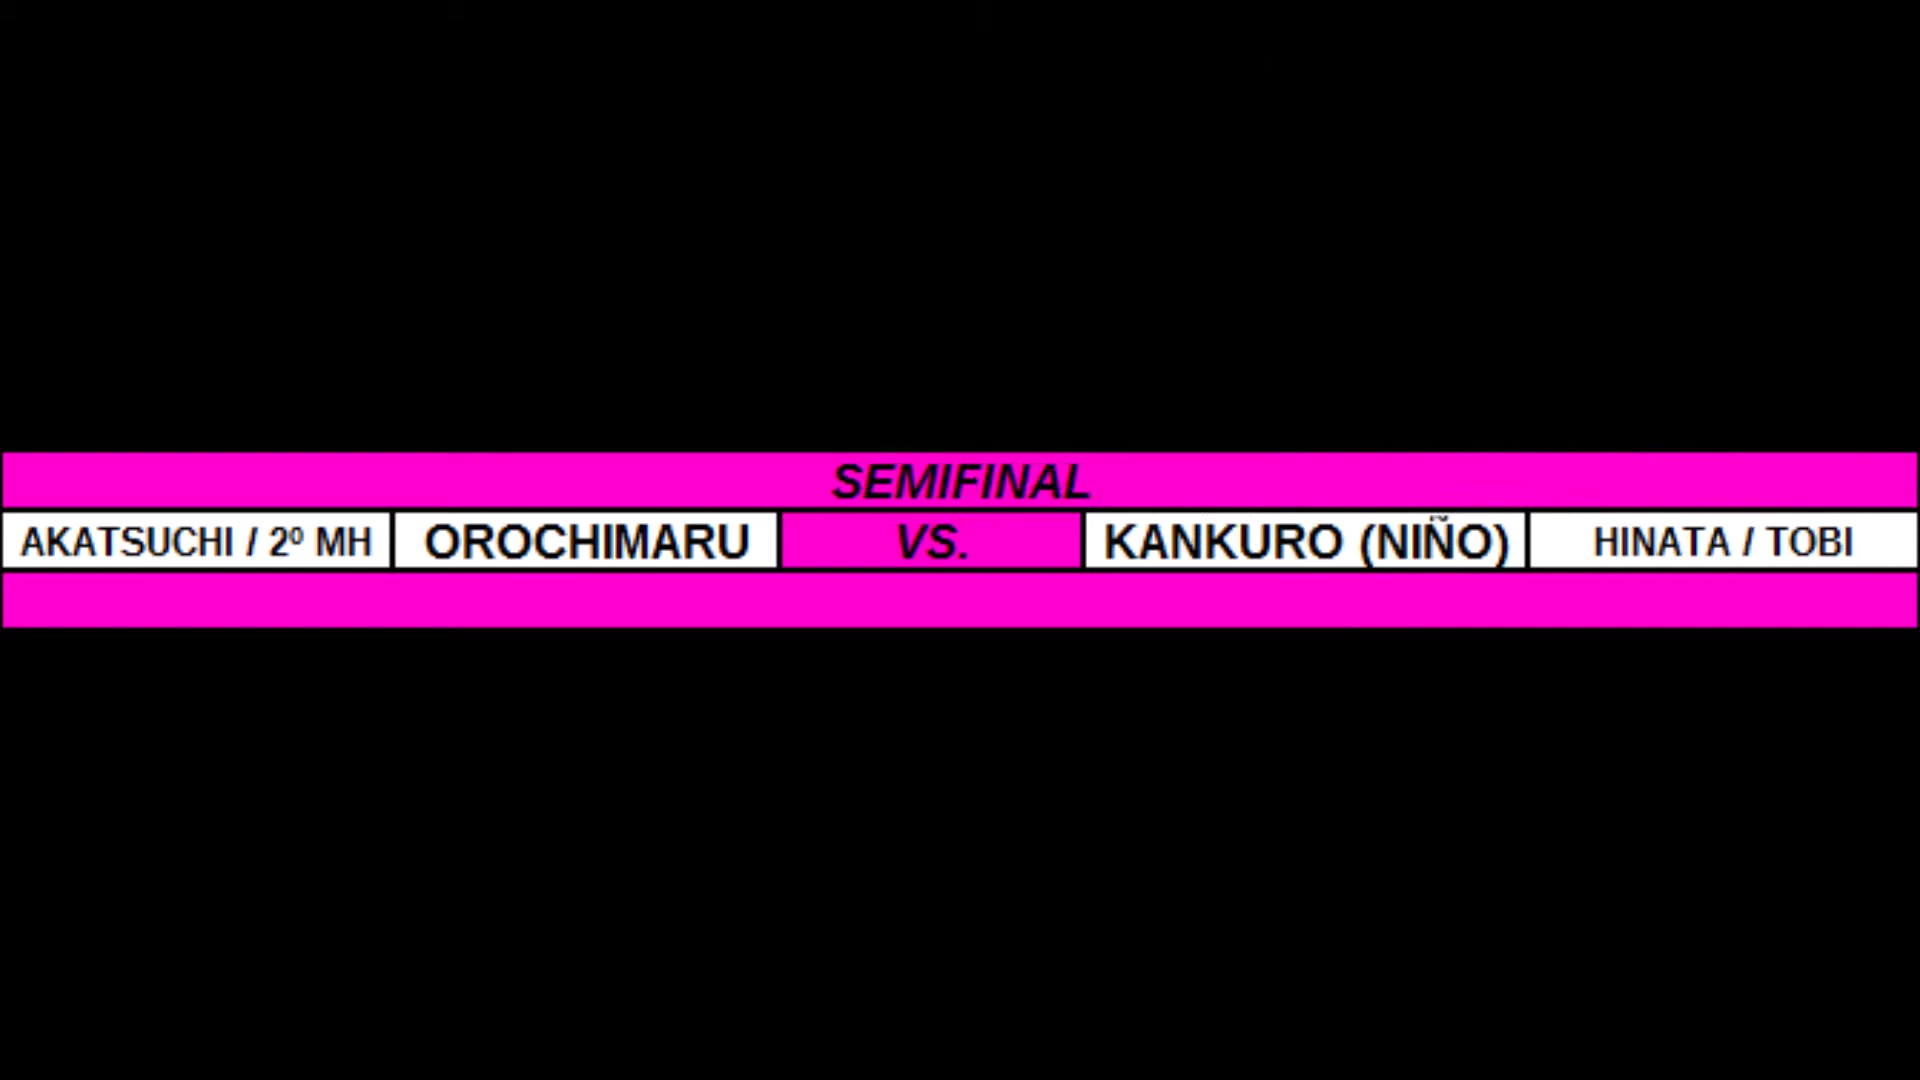 SEMIFINAL
AKATSUCHI / 2º MH OROCHIMARU VS. KANKURO (NIÑO) HINATA / TOBI